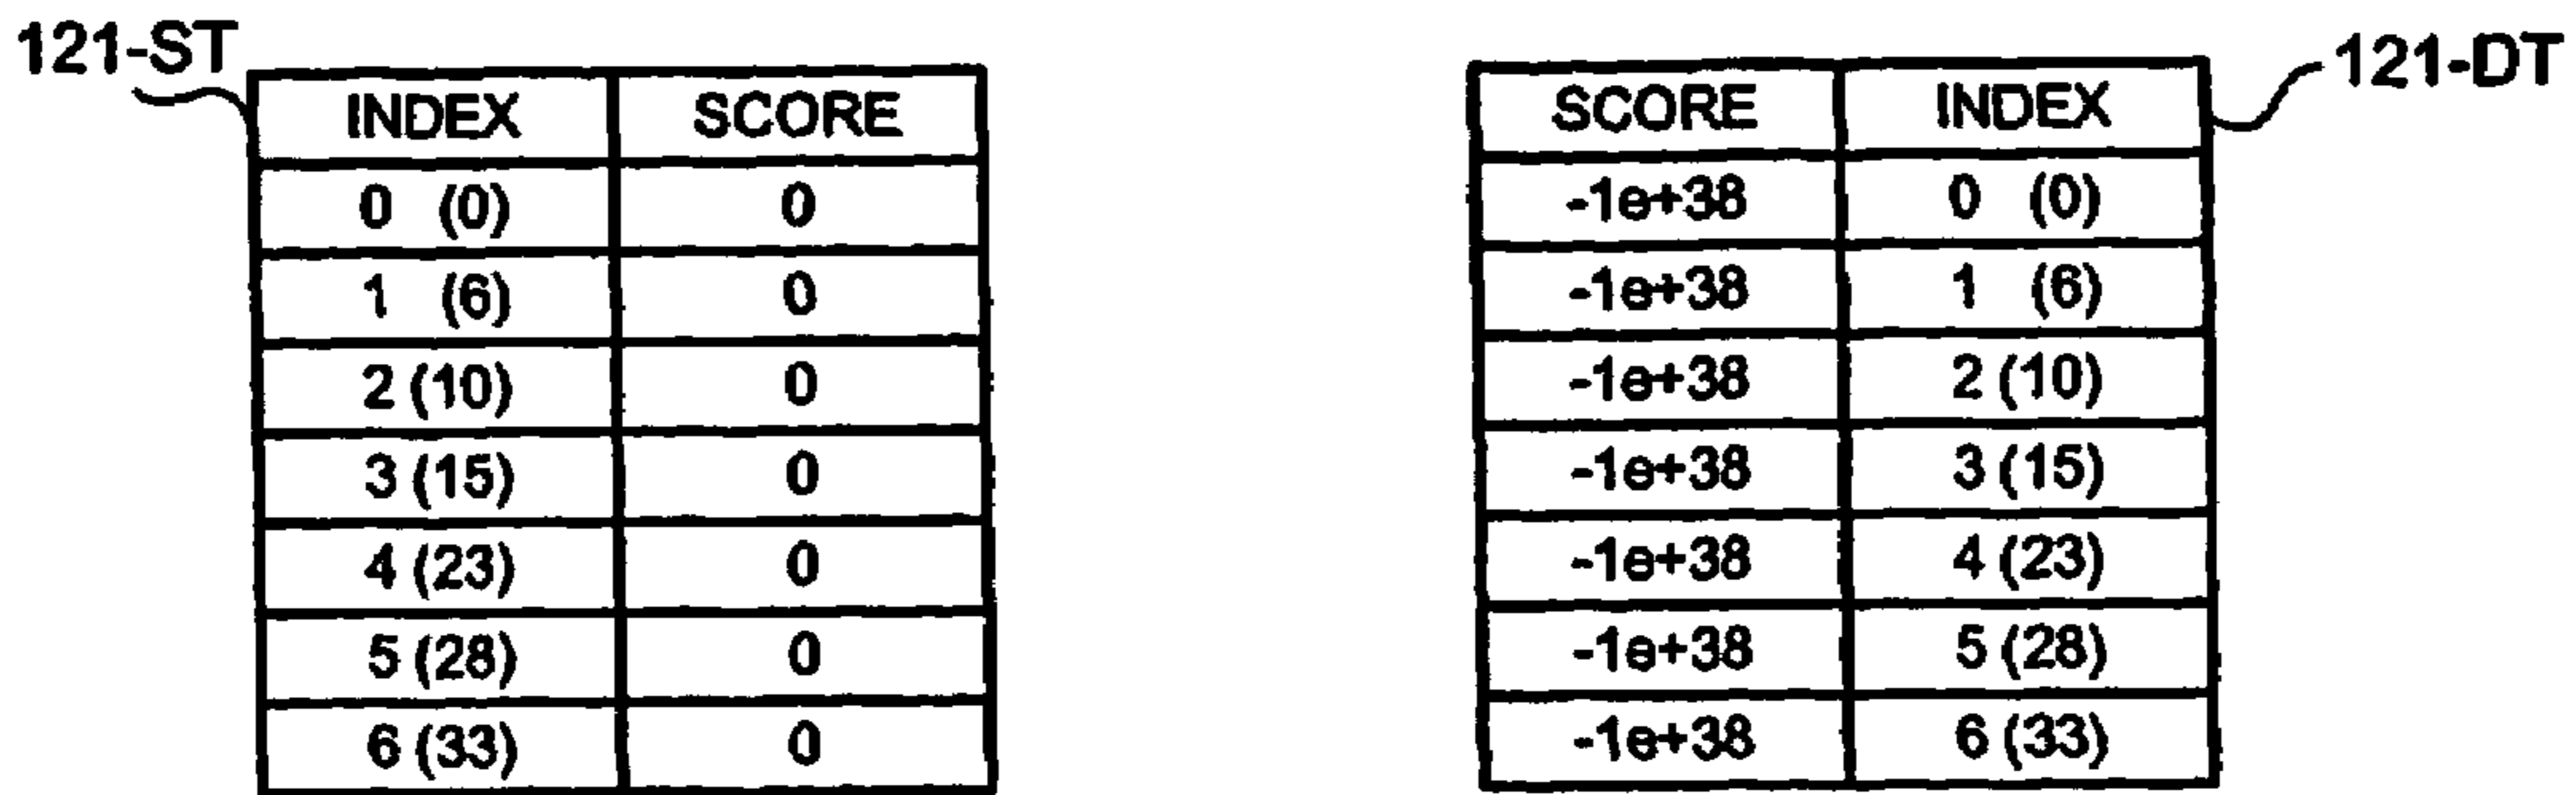 121-ST
INDEX SCORE
0 (0) 0
1 (6) 0
2 (10) 0
3 (15) 0
4 (23) 0
5 (28) 0
6 (33) 0
121-DT
SCORE INDEX
-1e+38 0 (0)
-1e+38 1 (6)
-1e+38 2 (10)
-1e+38 3 (15)
-1e+38 4 (23)
-1e+38 5 (28)
-1e+38 6 (33)